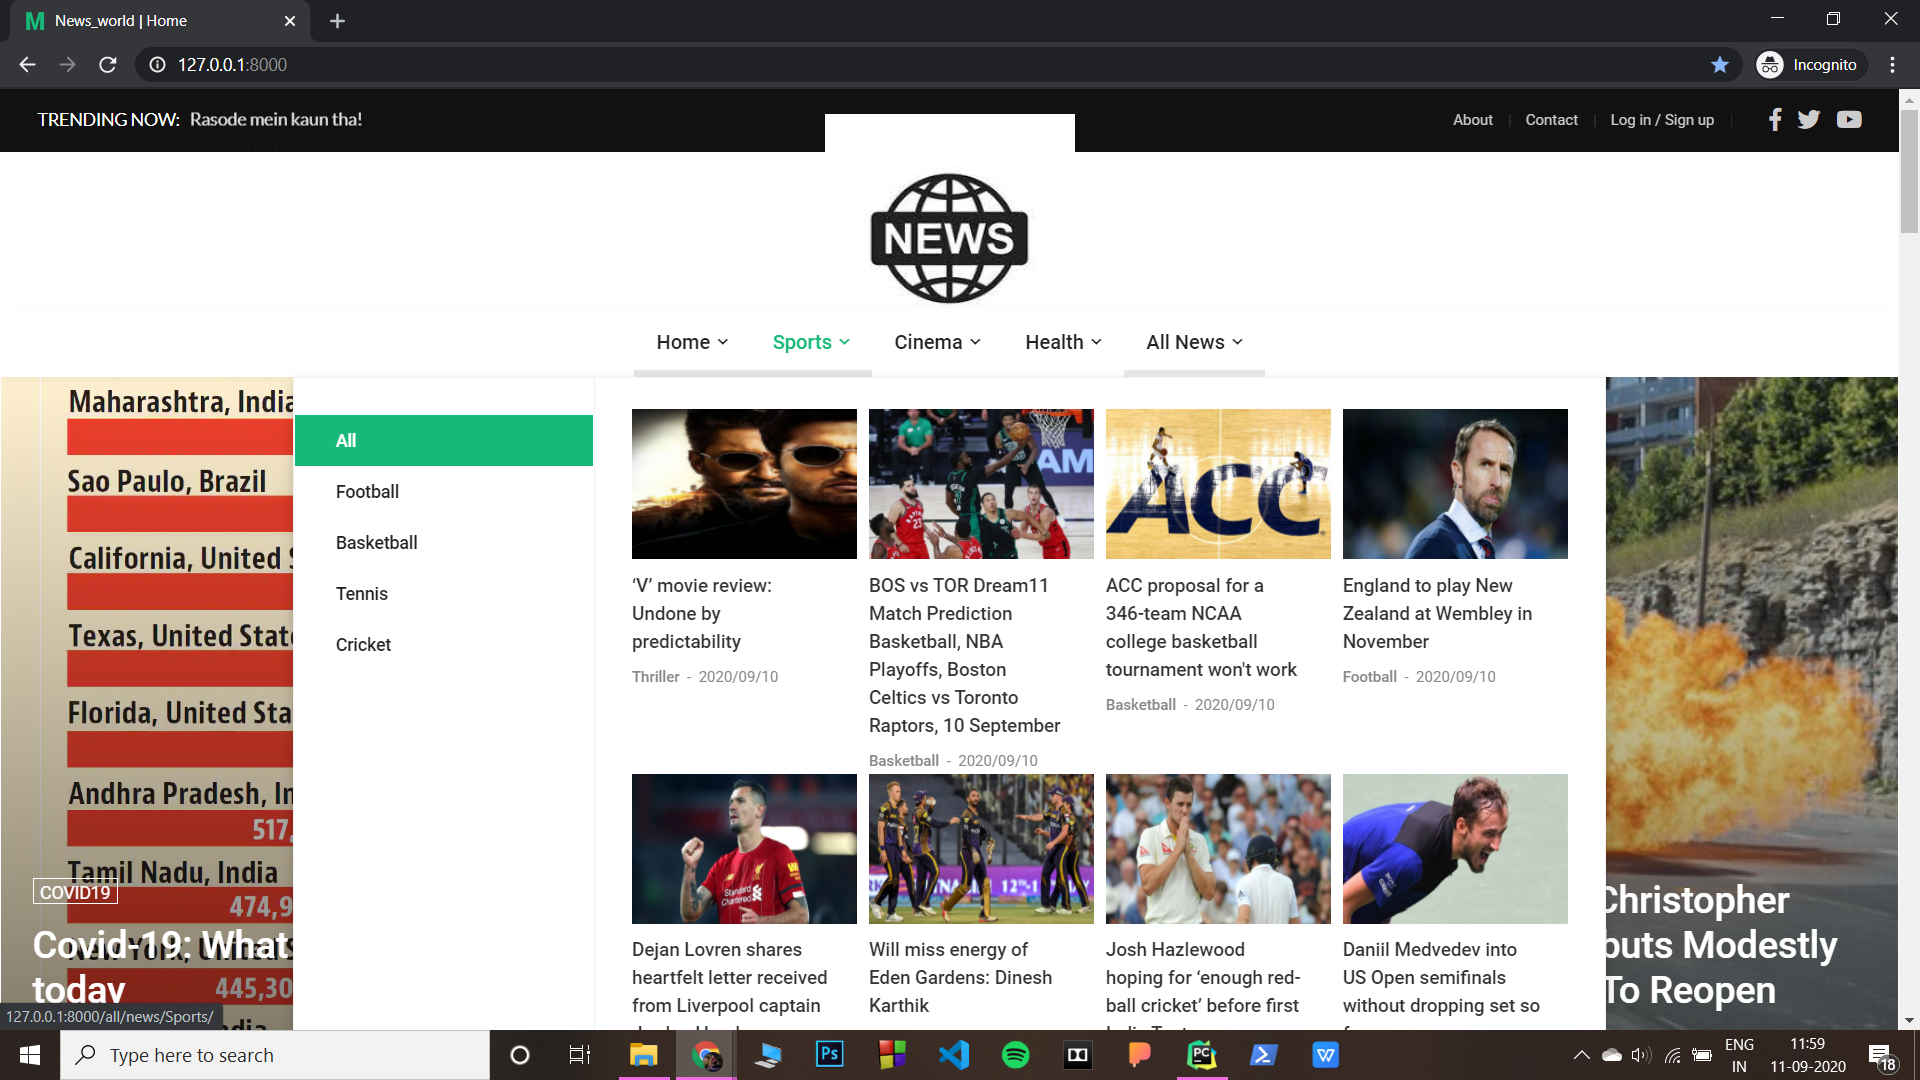 News_world | Home
127.0.0.1:8000
Incognito
TRENDING NOW: Rasode mein kaun tha!
About
Contact
Log in / Sign up
NEWS
Home
Sports
Cinema
Health
All News
All
Football
Basketball
Tennis
Cricket
Maharashtra, India
Sao Paulo, Brazil
California, United
Texas, United
Florida, United
Andhra Pradesh,
517,
Tamil Nadu, India
COVID19
474,9
Covid-19: What
today
445,30
AM
ACC
‘V’ movie review:
Undone by
predictability
Thriller - 2020/09/10
BOS vs TOR Dream11
Match Prediction
Basketball, NBA
Playoffs, Boston
Celtics vs Toronto
Raptors, 10 September
Basketball - 2020/09/10
ACC proposal for a
346-team NCAA
college basketball
tournament won't work
Basketball - 2020/09/10
England to play New
Zealand at Wembley in
November
Football - 2020/09/10
Standard
Chartered
Dejan Lovren shares
heartfelt letter received
from Liverpool captain
Will miss energy of
Eden Gardens: Dinesh
Karthik
Josh Hazlewood
hoping for ‘enough red-
ball cricket’ before first
Daniil Medvedev into
US Open semifinals
without dropping set so
Christopher
buts Modestly
To Reopen
127.0.0.1:8000/all/news/Sports/
Type here to search
Ps
PC
ENG
IN
11:59
11-09-2020
18